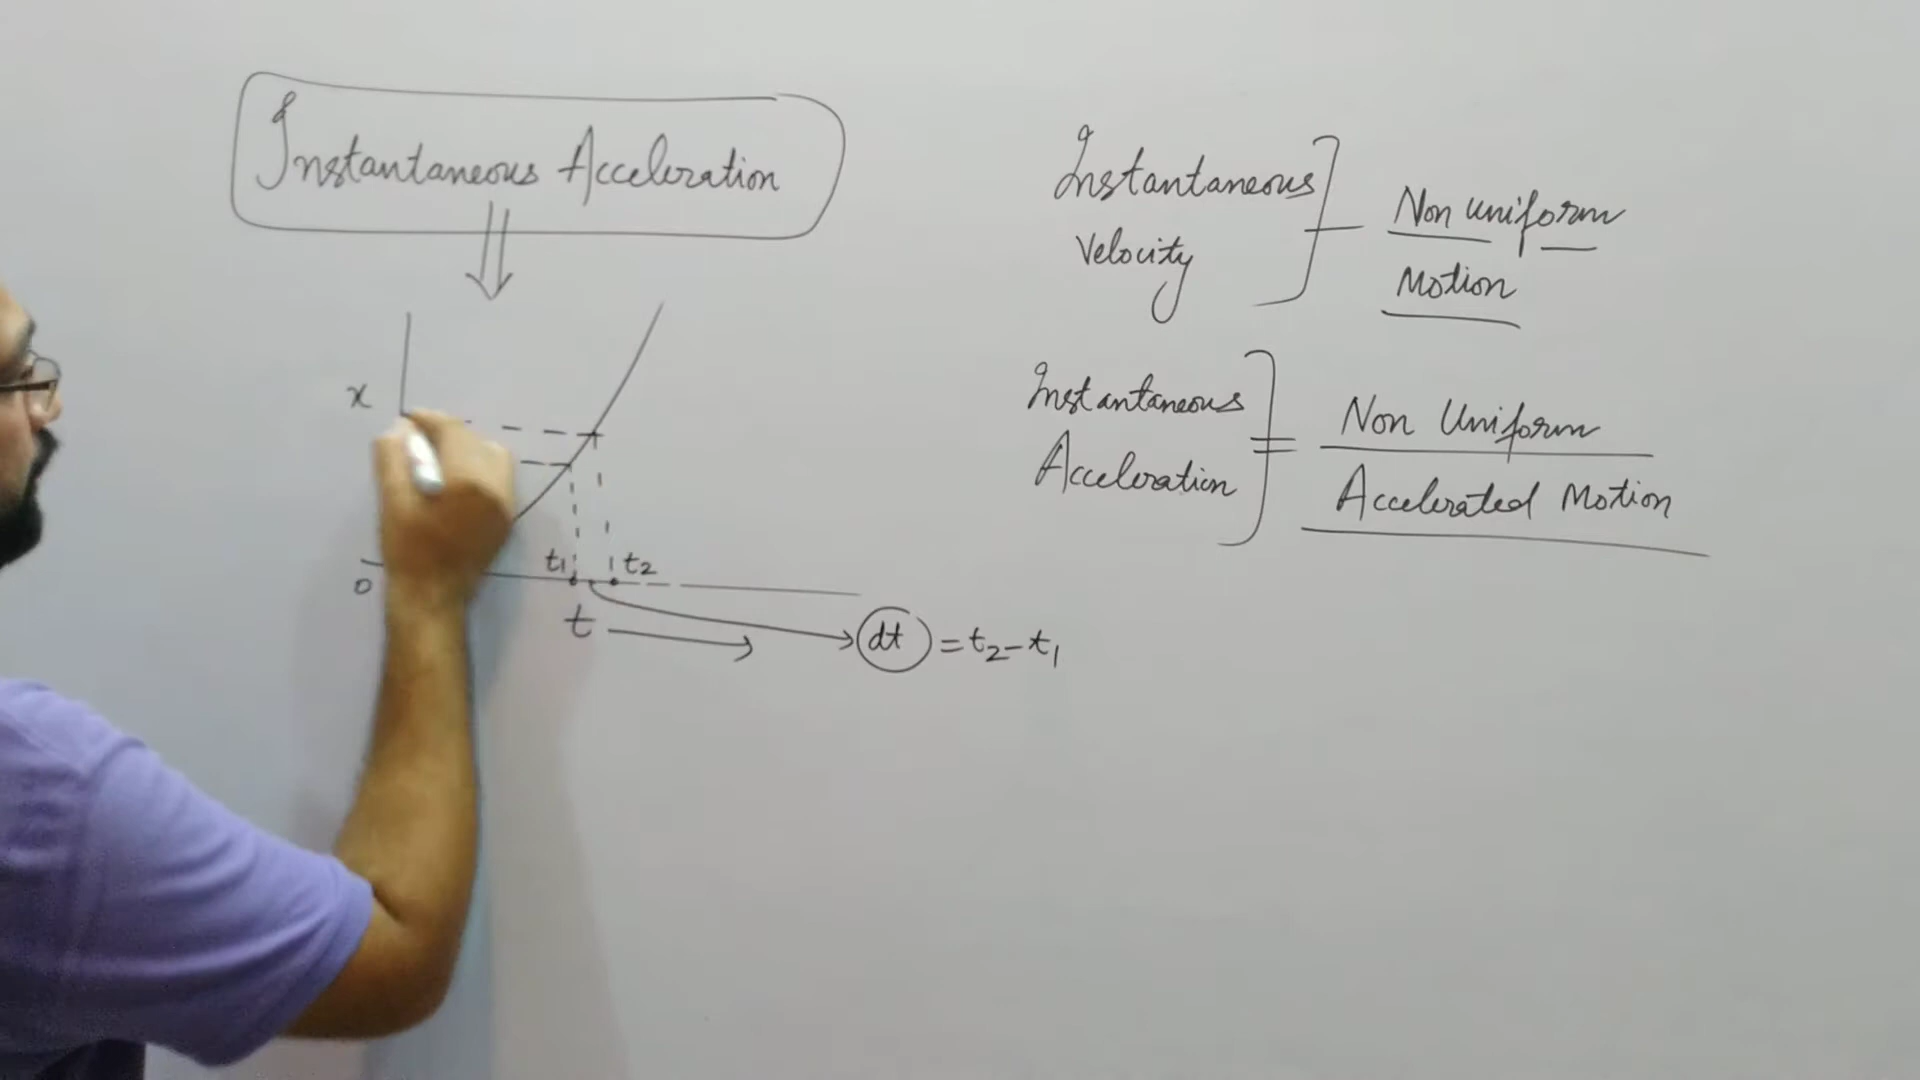 Instantaneous Acceleration
x
0
t1 t2
t
dt = t2 - t1
Instantaneous
Velocity
Non Uniform
Motion
Instantaneous
Acceleration
Non Uniform
Accelerated Motion